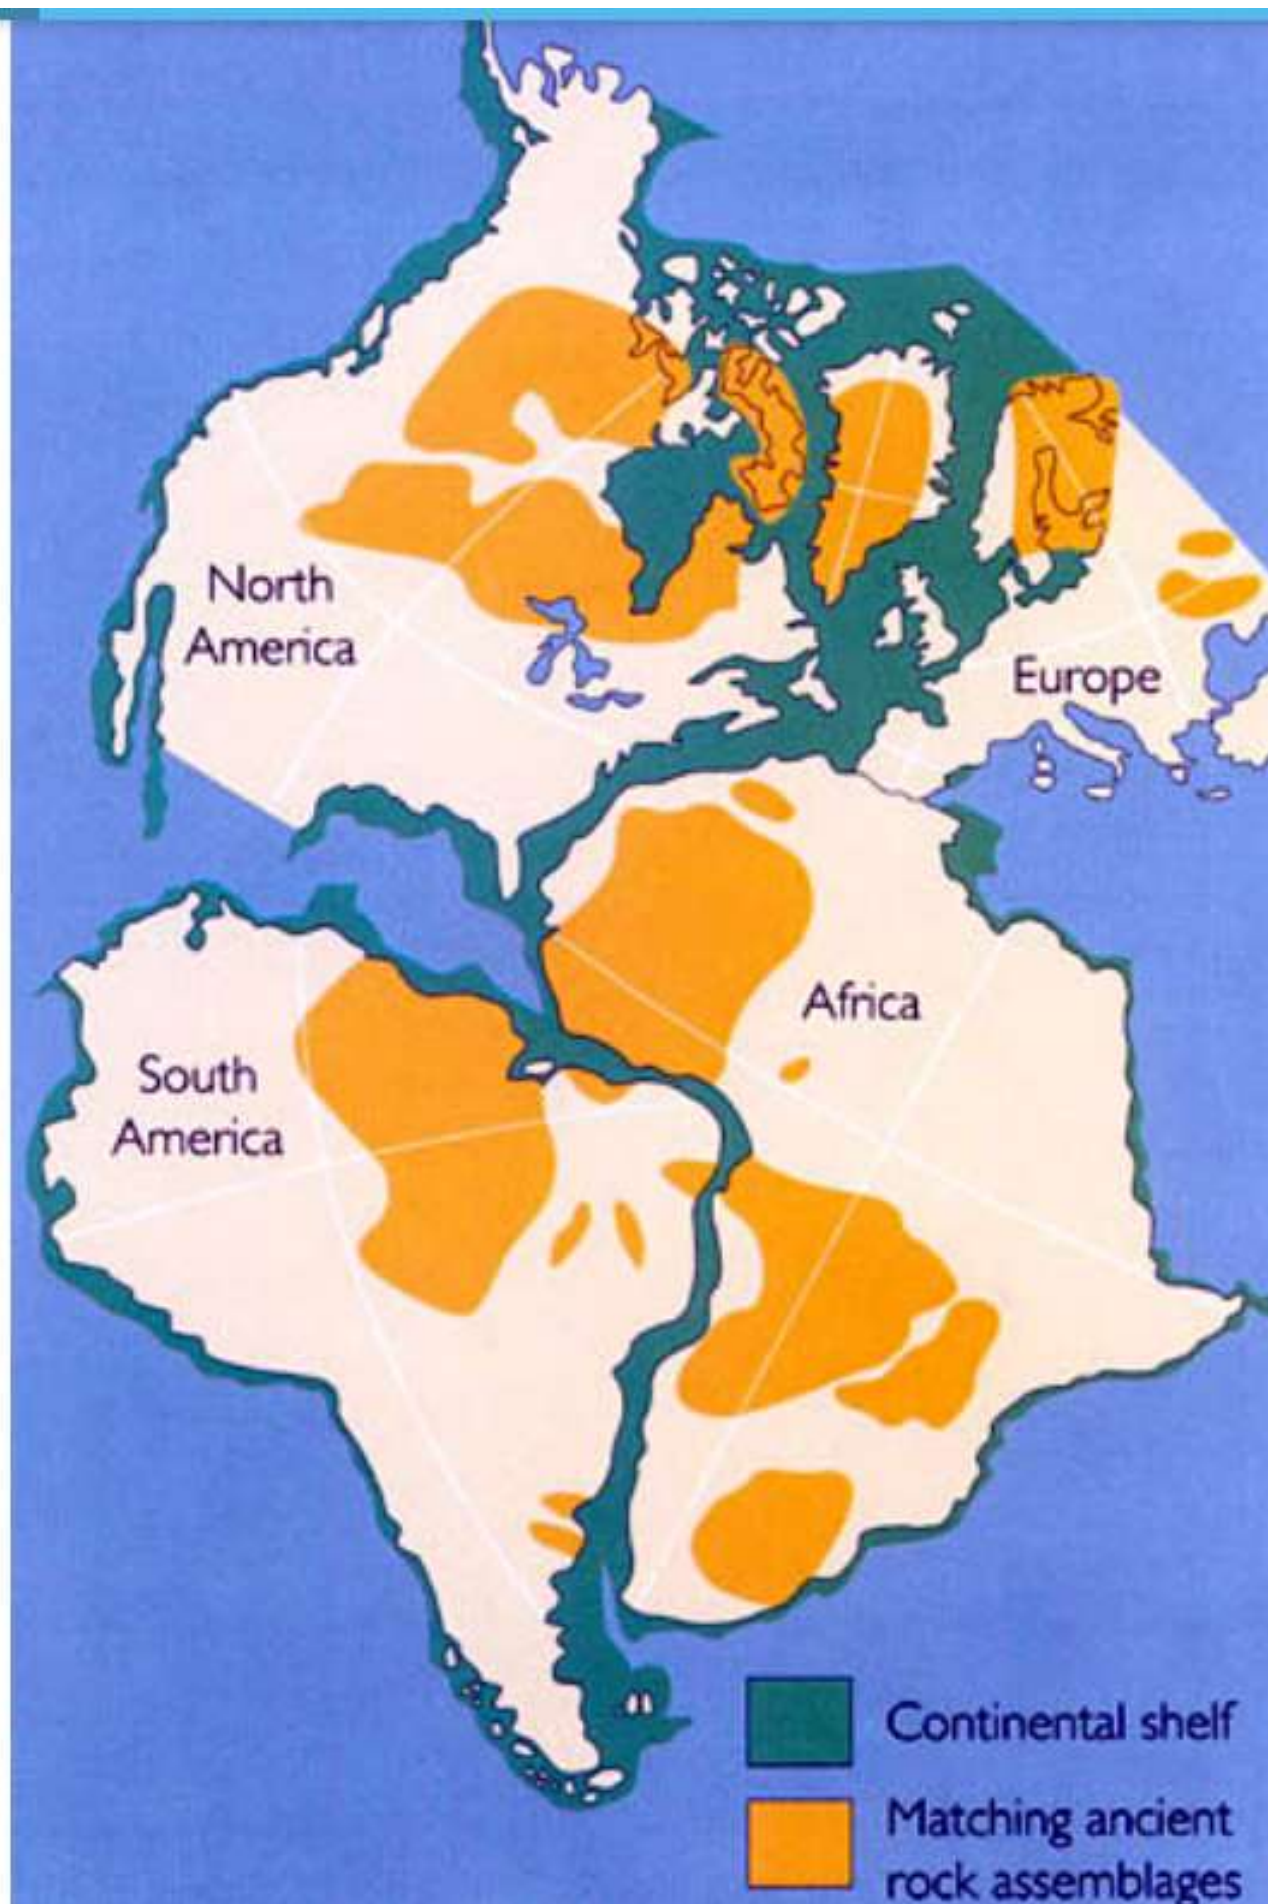 North
America
Europe
Africa
South
America
Continental shelf
Matching ancient
rock assemblages